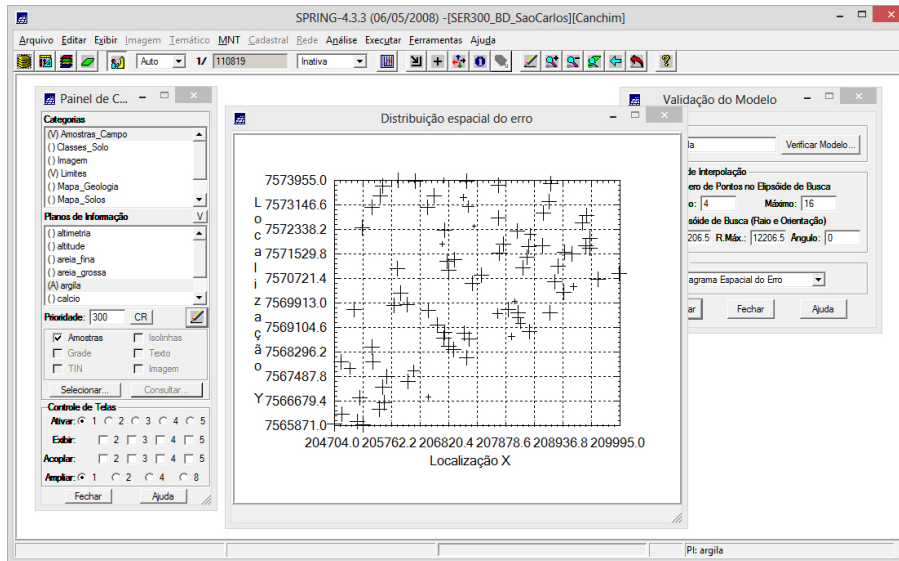 SPRING-4.3.3 (06/05/2008) -[SER300_BD_SaoCarlos][Canchim]
Arquivo Editar Exibir Imagem Temático MNT Cadastral Rede Análise Executar Ferramentas Ajuda
Auto 1/ 110819 Inativa
Painel de C...
Categorias
(V) Amostras_Campo
( ) Classes_Solo
( ) Imagem
(V) Limites
( ) Mapa_Geologia
( ) Mapa_Solos
Planos de Informação V
( ) altimetria
( ) altitude
( ) areia_fina
( ) areia_grossa
(A) argila
( ) calcio
Prioridade: 300 CR
Amostras Isolinhas
Grade Texto
TIN Imagem
Selecionar... Consultar...
Controle de Telas
Ativar: 1 2 3 4 5
Exibir: 2 3 4 5
Acoplar: 2 3 4 5
Ampliar: 1 2 4 8
Fechar Ajuda
Distribuição espacial do erro
Localização Y
7573955.0
7573146.6
7572338.2
7571529.8
7570721.4
7569913.0
7569104.6
7568296.2
7567487.8
7566679.4
7565871.0
204704.0 205762.2 206820.4 207878.6 208936.8 209995.0
Localização X
Validação do Modelo
la Verificar Modelo...
de Interpolação
ero de Pontos no Elipsóide de Busca
o: 4 Máximo: 16
sóide de Busca (Raio e Orientação)
206.5 R.Máx.: 12206.5 Ângulo: 0
agrama Espacial do Erro
ar Fechar Ajuda
PI: argila